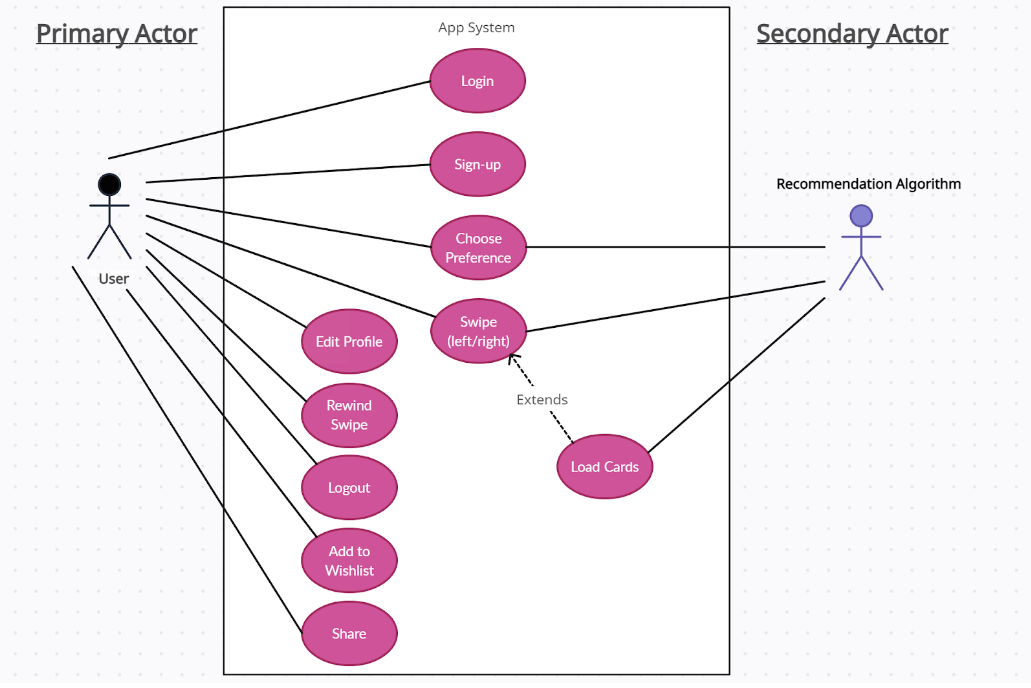 Primary Actor
App System
Secondary Actor
Login
Sign-up
Recommendation Algorithm
Choose
Preference
User
Swipe
(left/right)
Edit Profile
Extends
Rewind
Swipe
Load Cards
Logout
Add to
Wishlist
Share